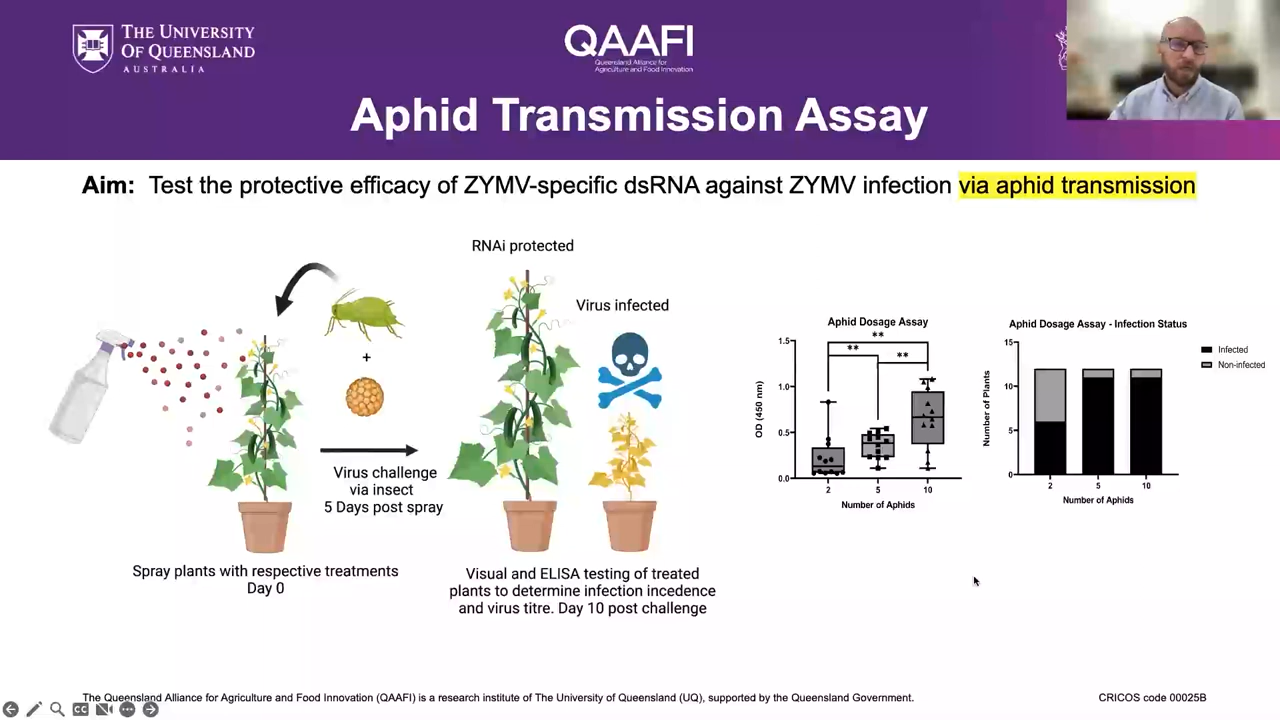 THE UNIVERSITY
OF QUEENSLAND
AUSTRALIA
QAAFI
Queensland Alliance for
Agriculture and Food Innovation
Aphid Transmission Assay
Aim: Test the protective efficacy of ZYMV-specific dsRNA against ZYMV infection via aphid transmission
RNAi protected
Virus infected
+
Virus challenge
via insect
5 Days post spray
Spray plants with respective treatments
Day 0
Visual and ELISA testing of treated
plants to determine infection incedence
and virus titre. Day 10 post challenge
Aphid Dosage Assay
**
**
**
1.5
1.0
0.5
0.0
OD (450 nm)
2 5 10
Number of Aphids
Aphid Dosage Assay - Infection Status
15
10
5
0
Number of Plants
2 5 10
Number of Aphids
Infected
Non-infected
The Queensland Alliance for Agriculture and Food Innovation (QAAFI) is a research institute of The University of Queensland (UQ), supported by the Queensland Government.
CRICOS code 00025B
CC